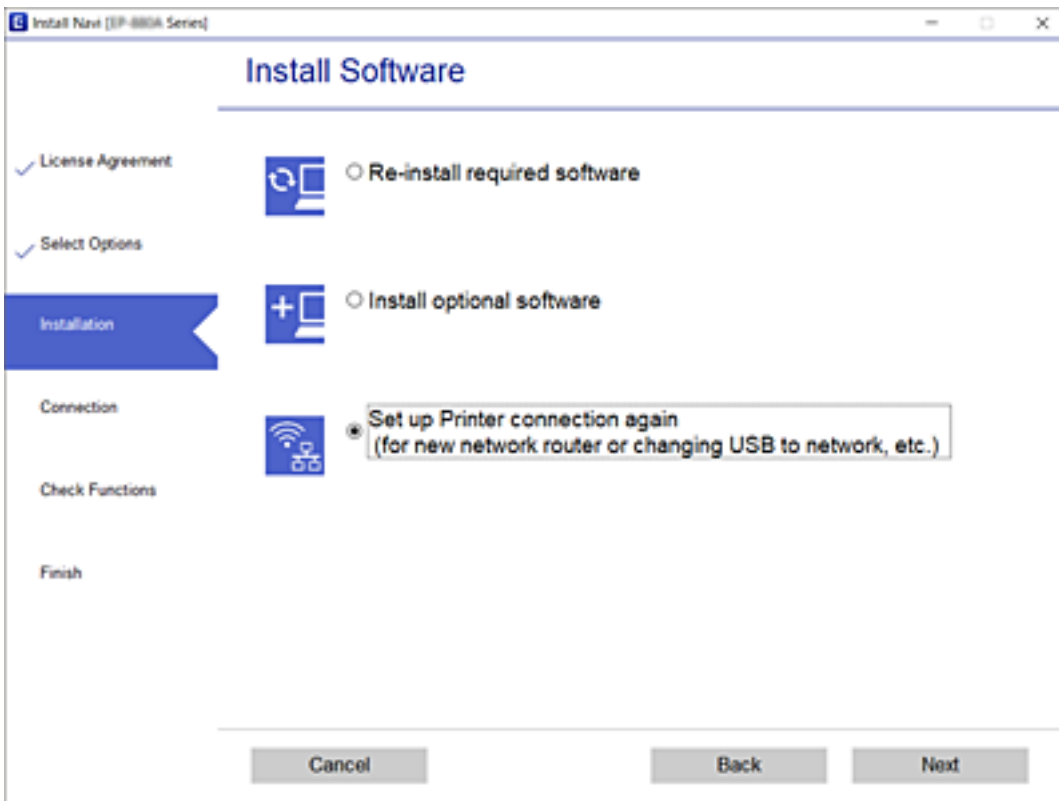 Install Navi [EP-880A Series]
Install Software
License Agreement
Select Options
Installation
Connection
Check Functions
Finish
Re-install required software
Install optional software
Set up Printer connection again
(for new network router or changing USB to network, etc.)
Cancel
Back
Next